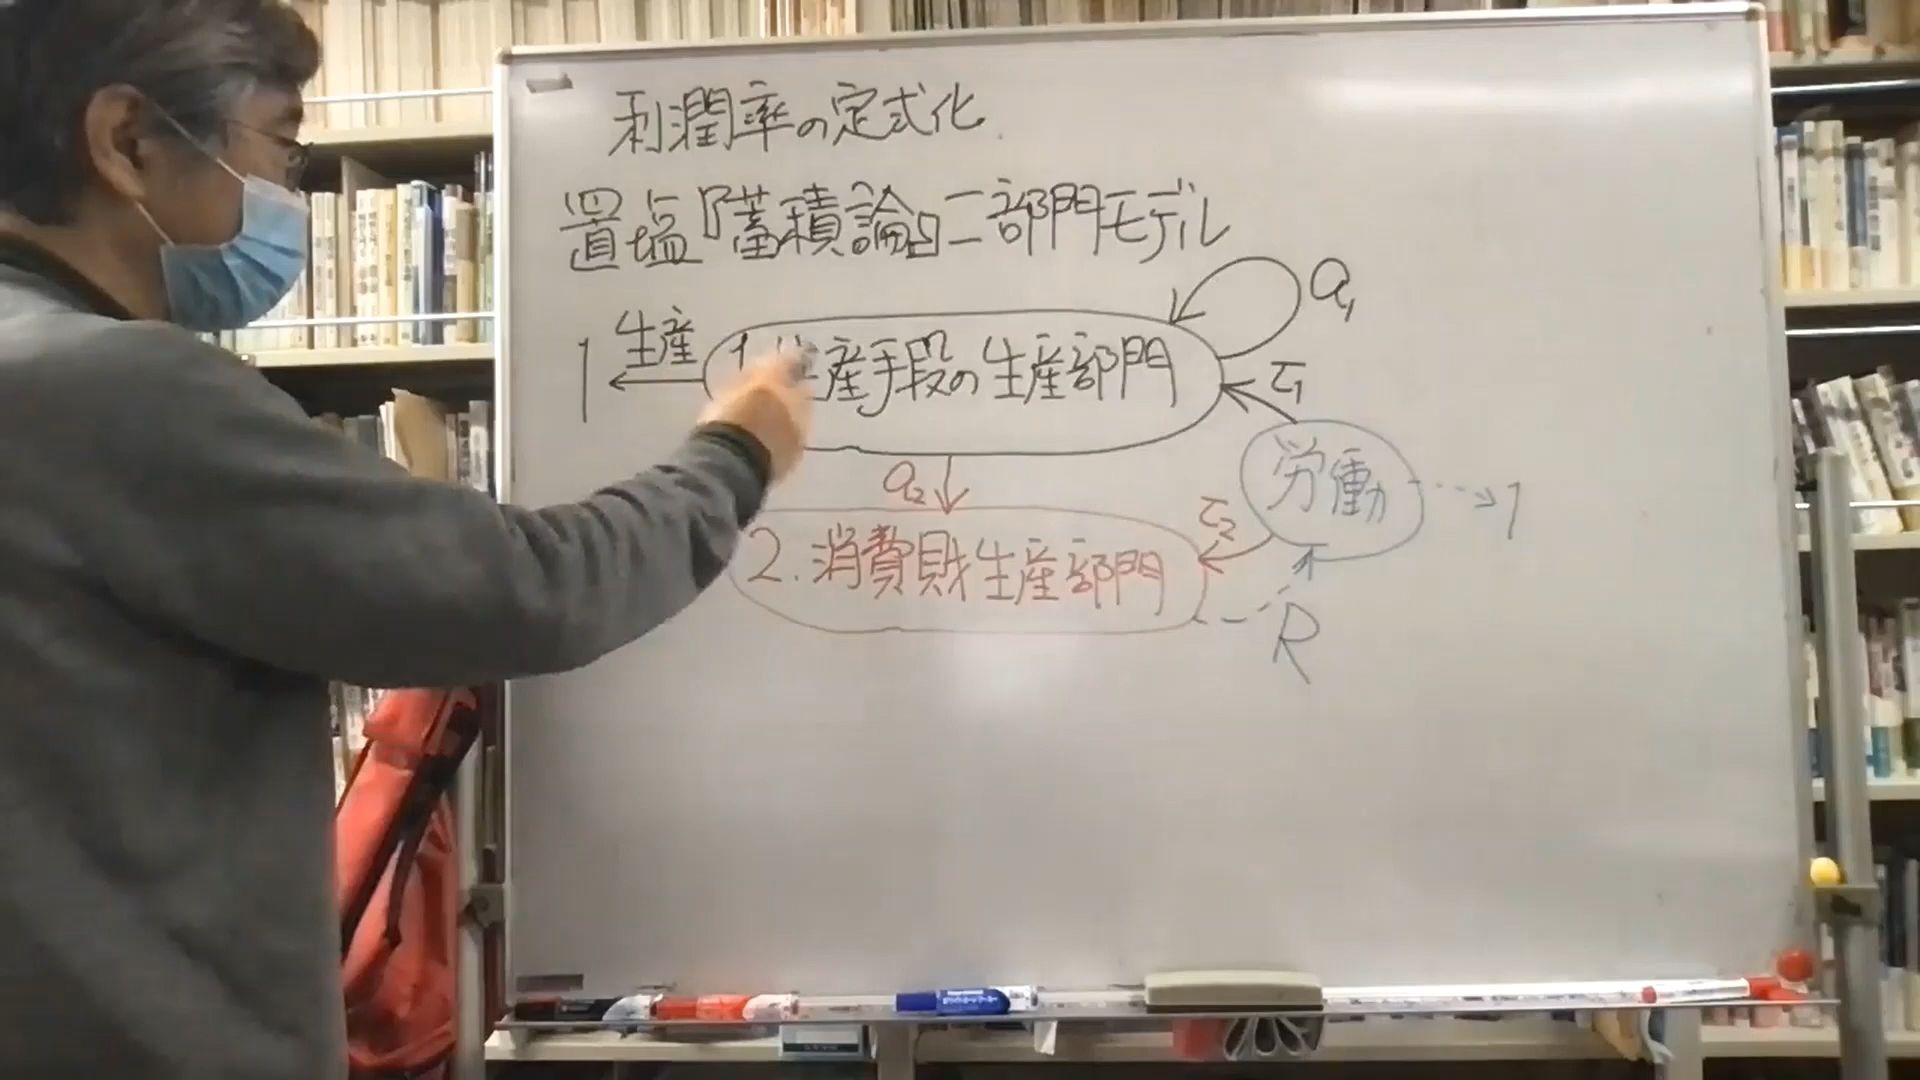 利潤率の定式化
置塩『蓄積論』二部門モデル
a₁
1 生産
1.生産手段の生産部門
τ₁
a₂
労働
1
τ₂
2.消費財生産部門
R